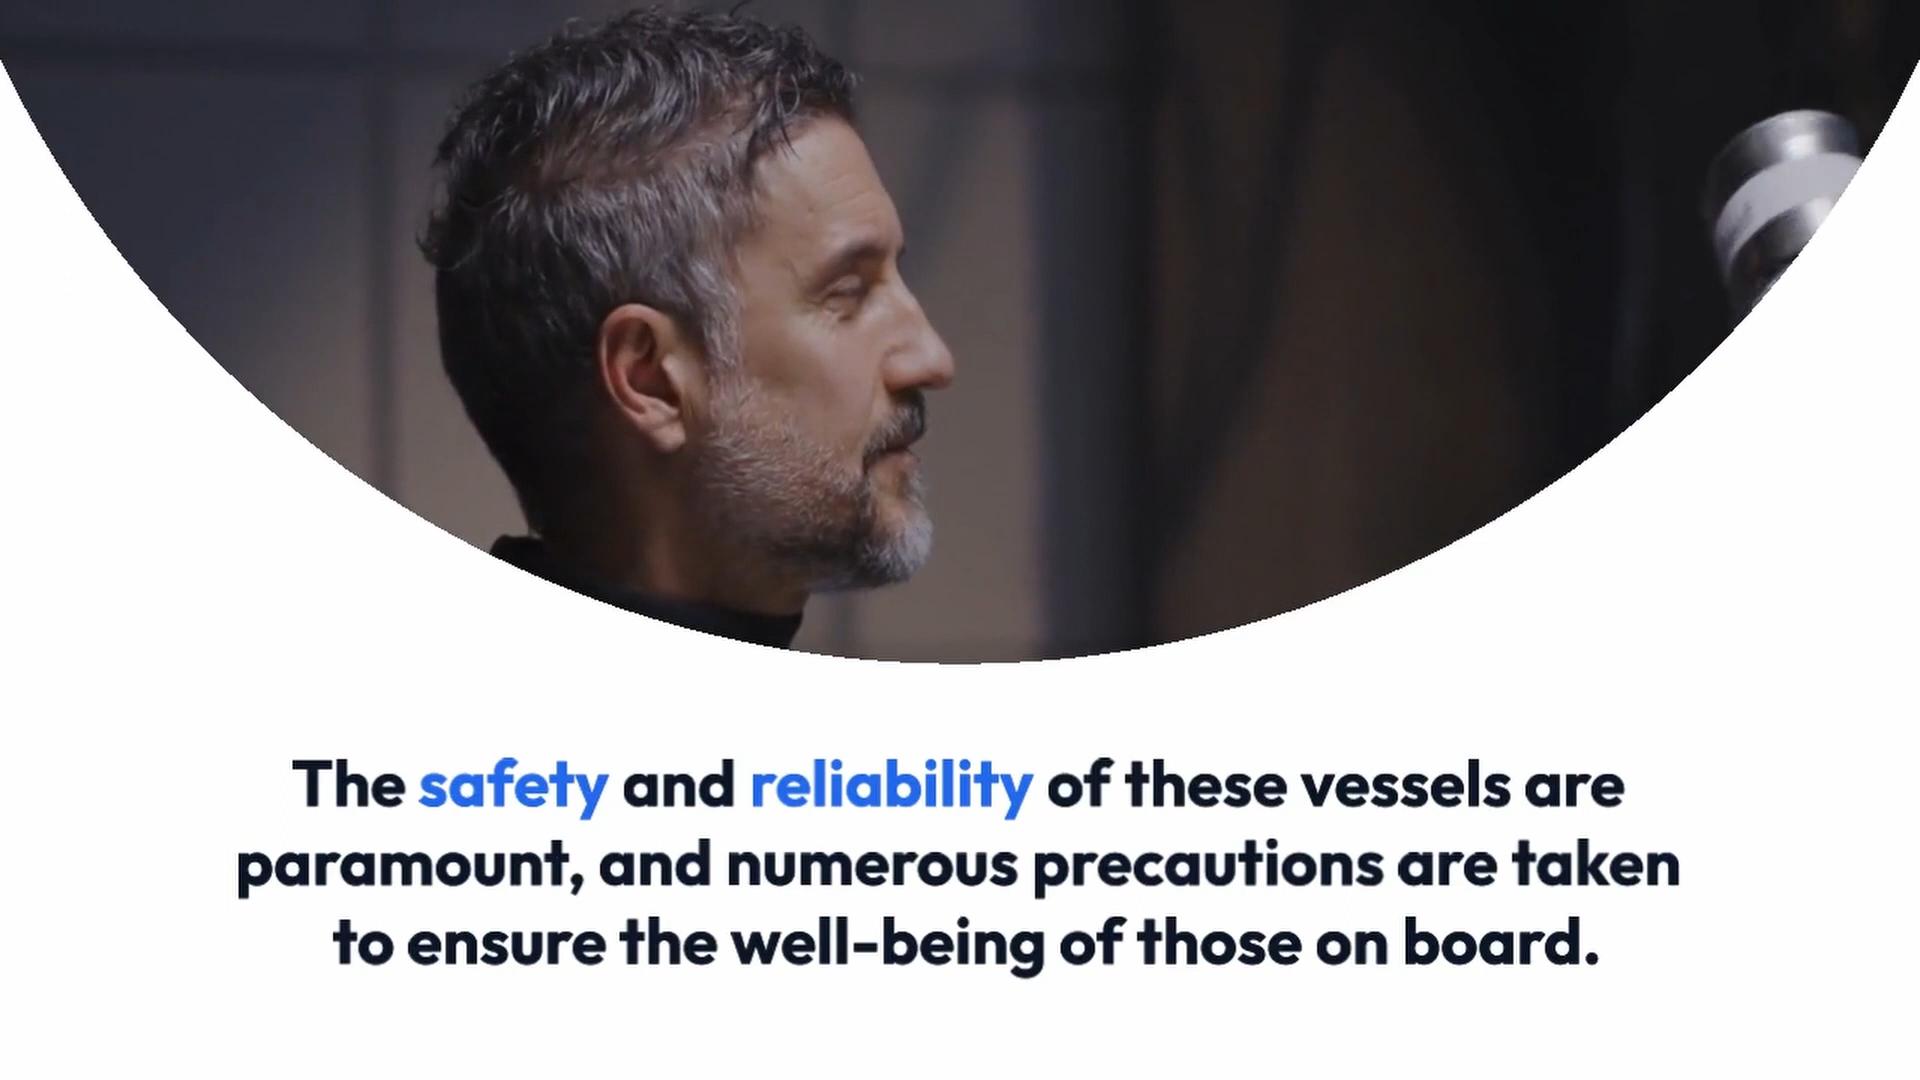 The safety and reliability of these vessels are
paramount, and numerous precautions are taken
to ensure the well-being of those on board.